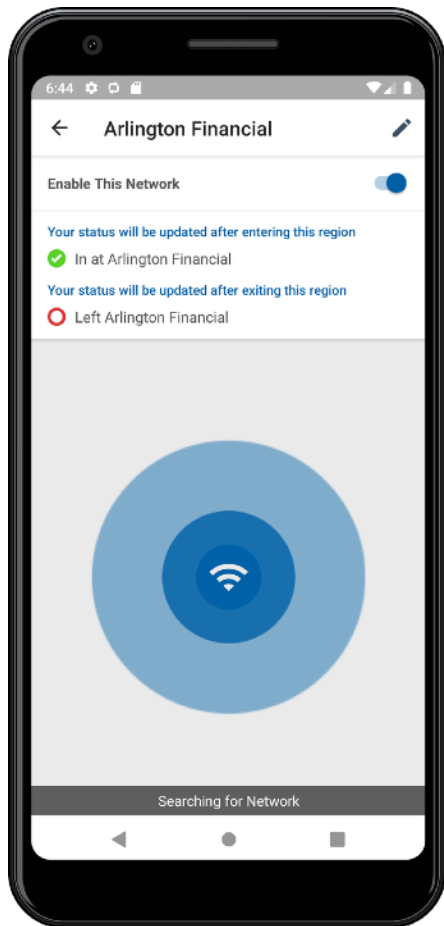 6:44
Arlington Financial
Enable This Network
Your status will be updated after entering this region
In at Arlington Financial
Your status will be updated after exiting this region
Left Arlington Financial
Searching for Network